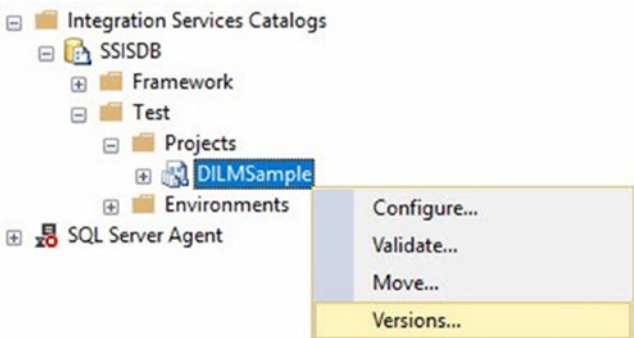 Integration Services Catalogs
SSISDB
Framework
Test
Projects
DILMSample
Environments
SQL Server Agent
Configure...
Validate...
Move...
Versions...